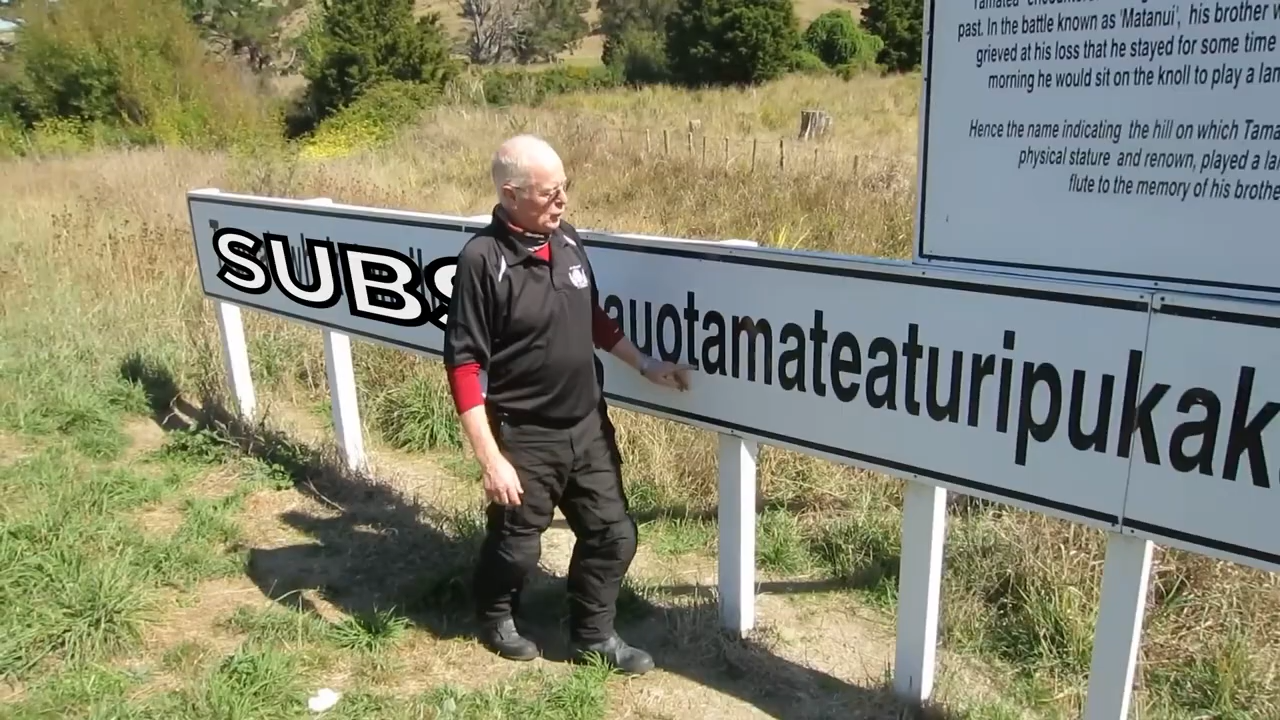 Tamatea encounter
past. In the battle known as 'Matanui', his brother w
grieved at his loss that he stayed for some time
morning he would sit on the knoll to play a lam
Hence the name indicating the hill on which Tama
physical stature and renown, played a la
flute to the memory of his brothe
SUBS
auotamateaturipukak